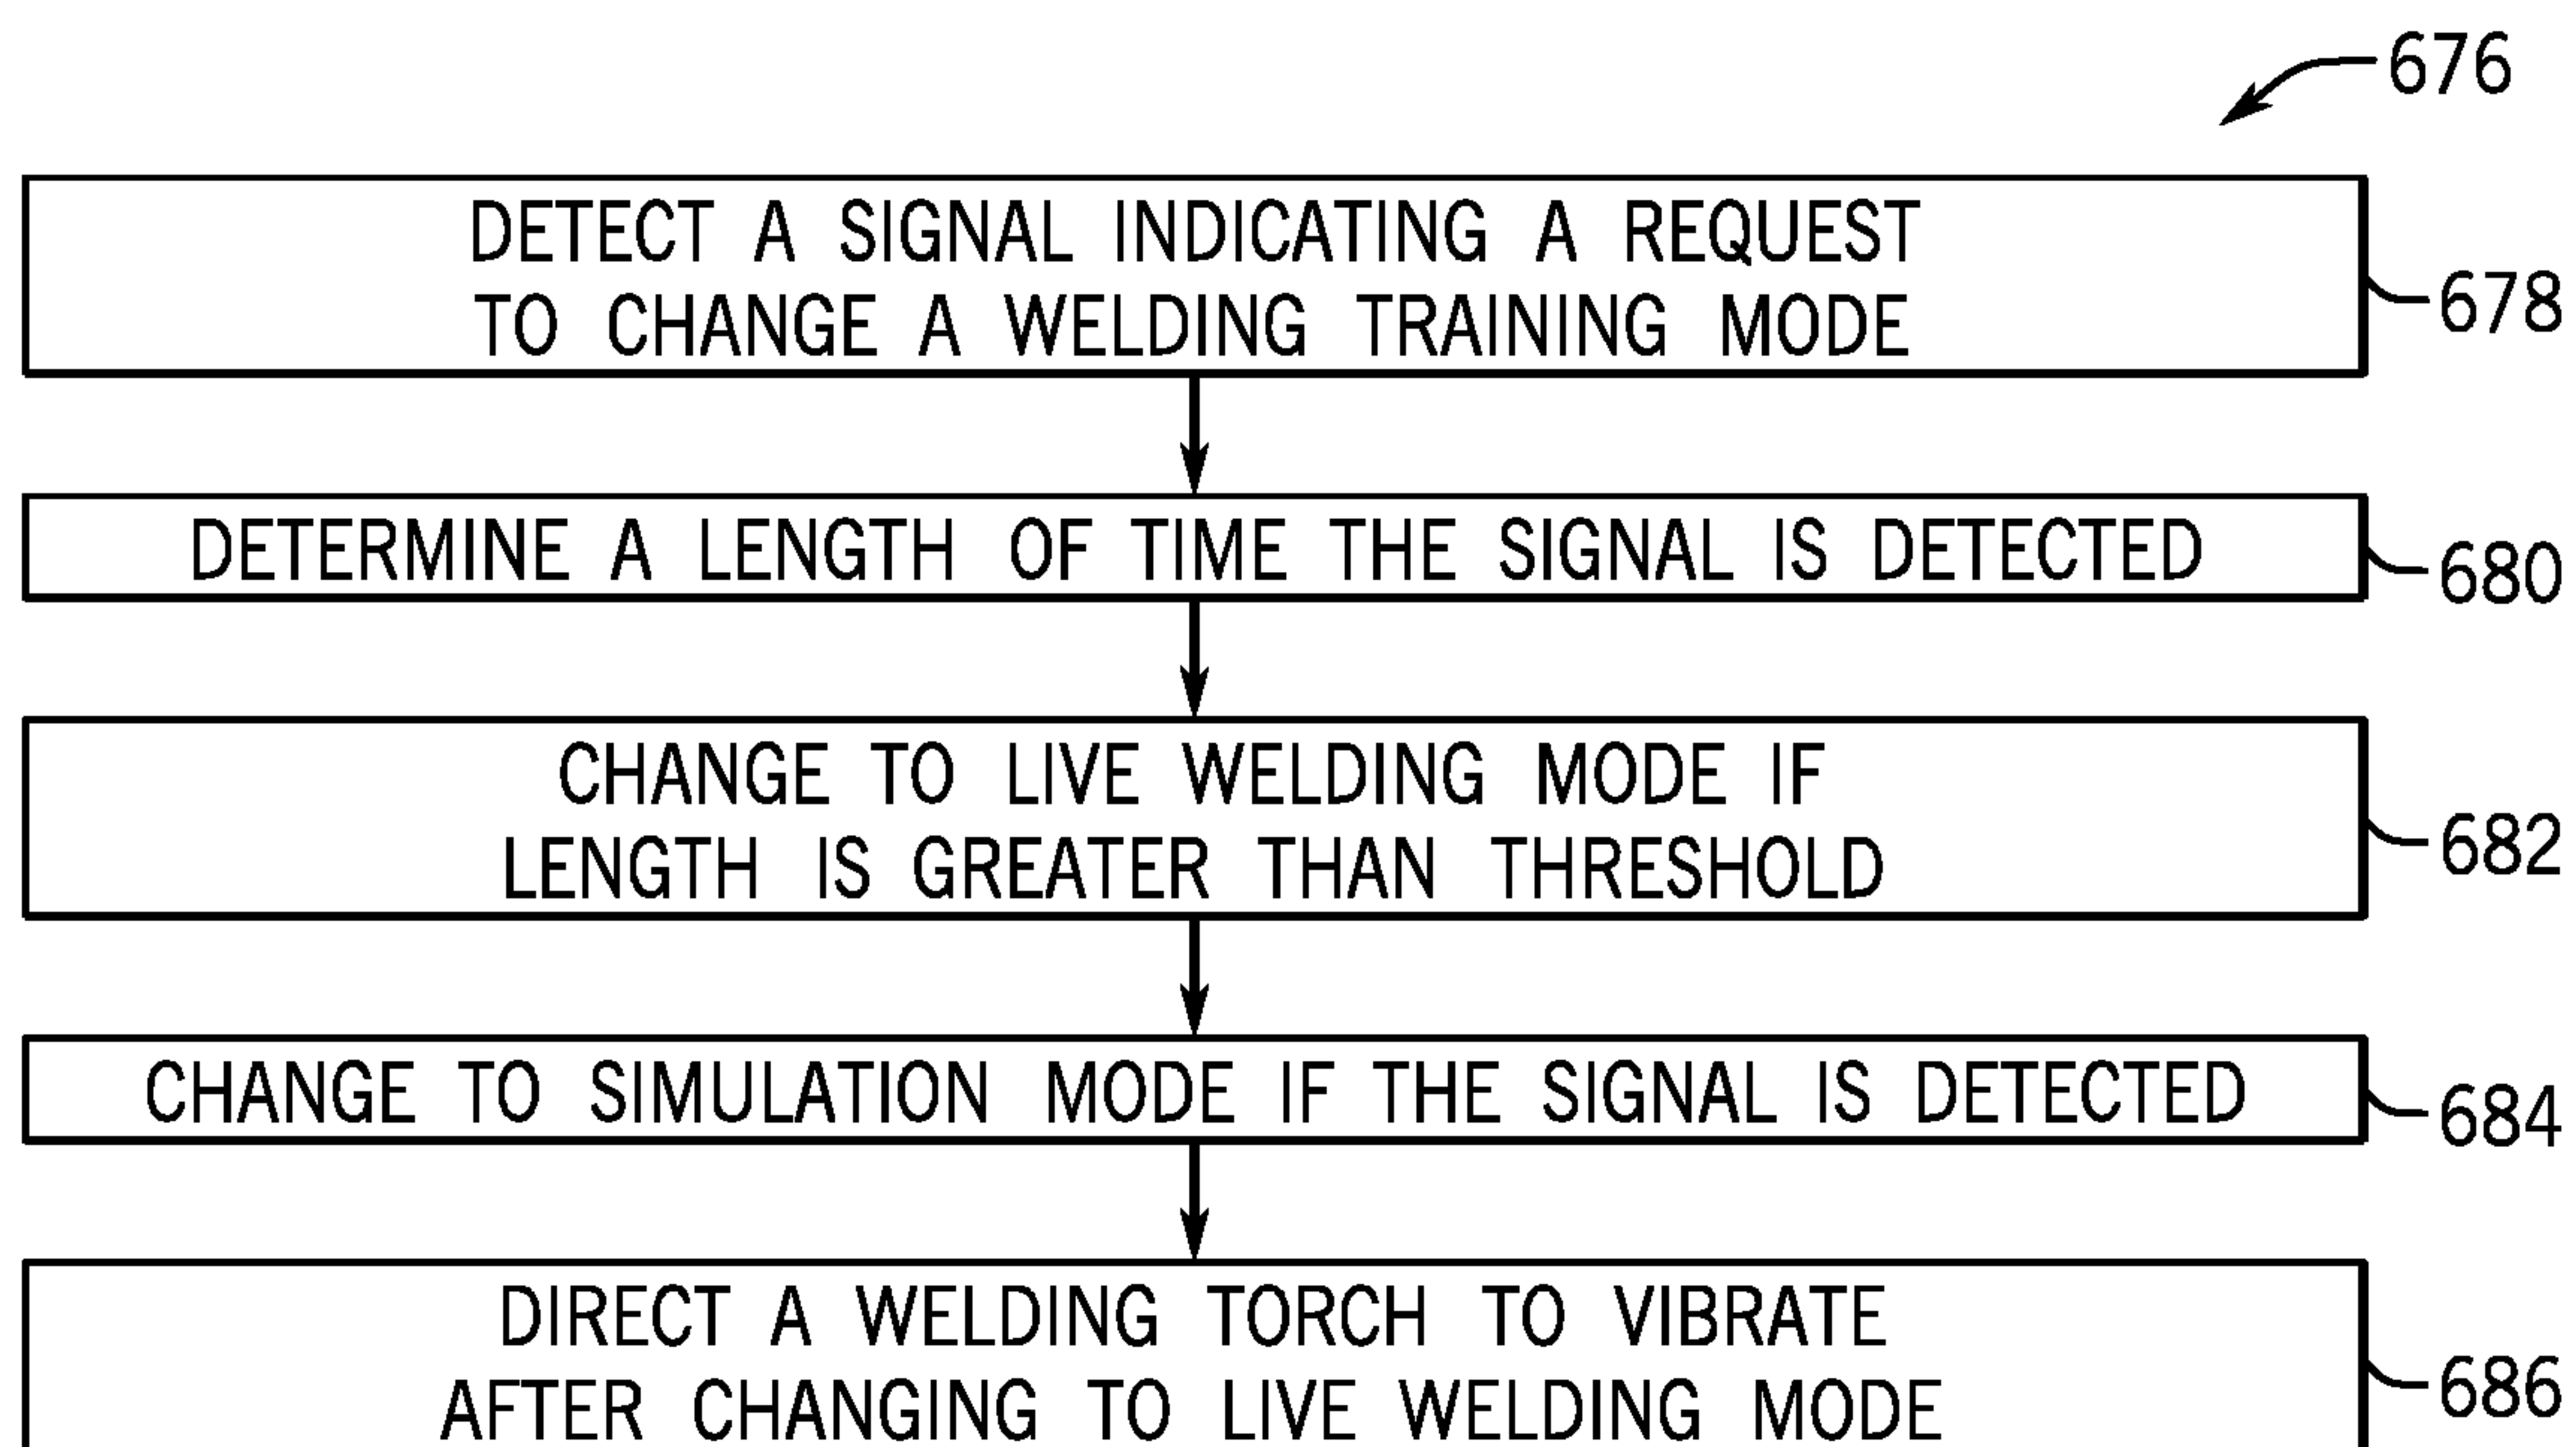 676
DETECT A SIGNAL INDICATING A REQUEST
TO CHANGE A WELDING TRAINING MODE
678
DETERMINE A LENGTH OF TIME THE SIGNAL IS DETECTED
680
CHANGE TO LIVE WELDING MODE IF
LENGTH IS GREATER THAN THRESHOLD
682
CHANGE TO SIMULATION MODE IF THE SIGNAL IS DETECTED
684
DIRECT A WELDING TORCH TO VIBRATE
AFTER CHANGING TO LIVE WELDING MODE
686